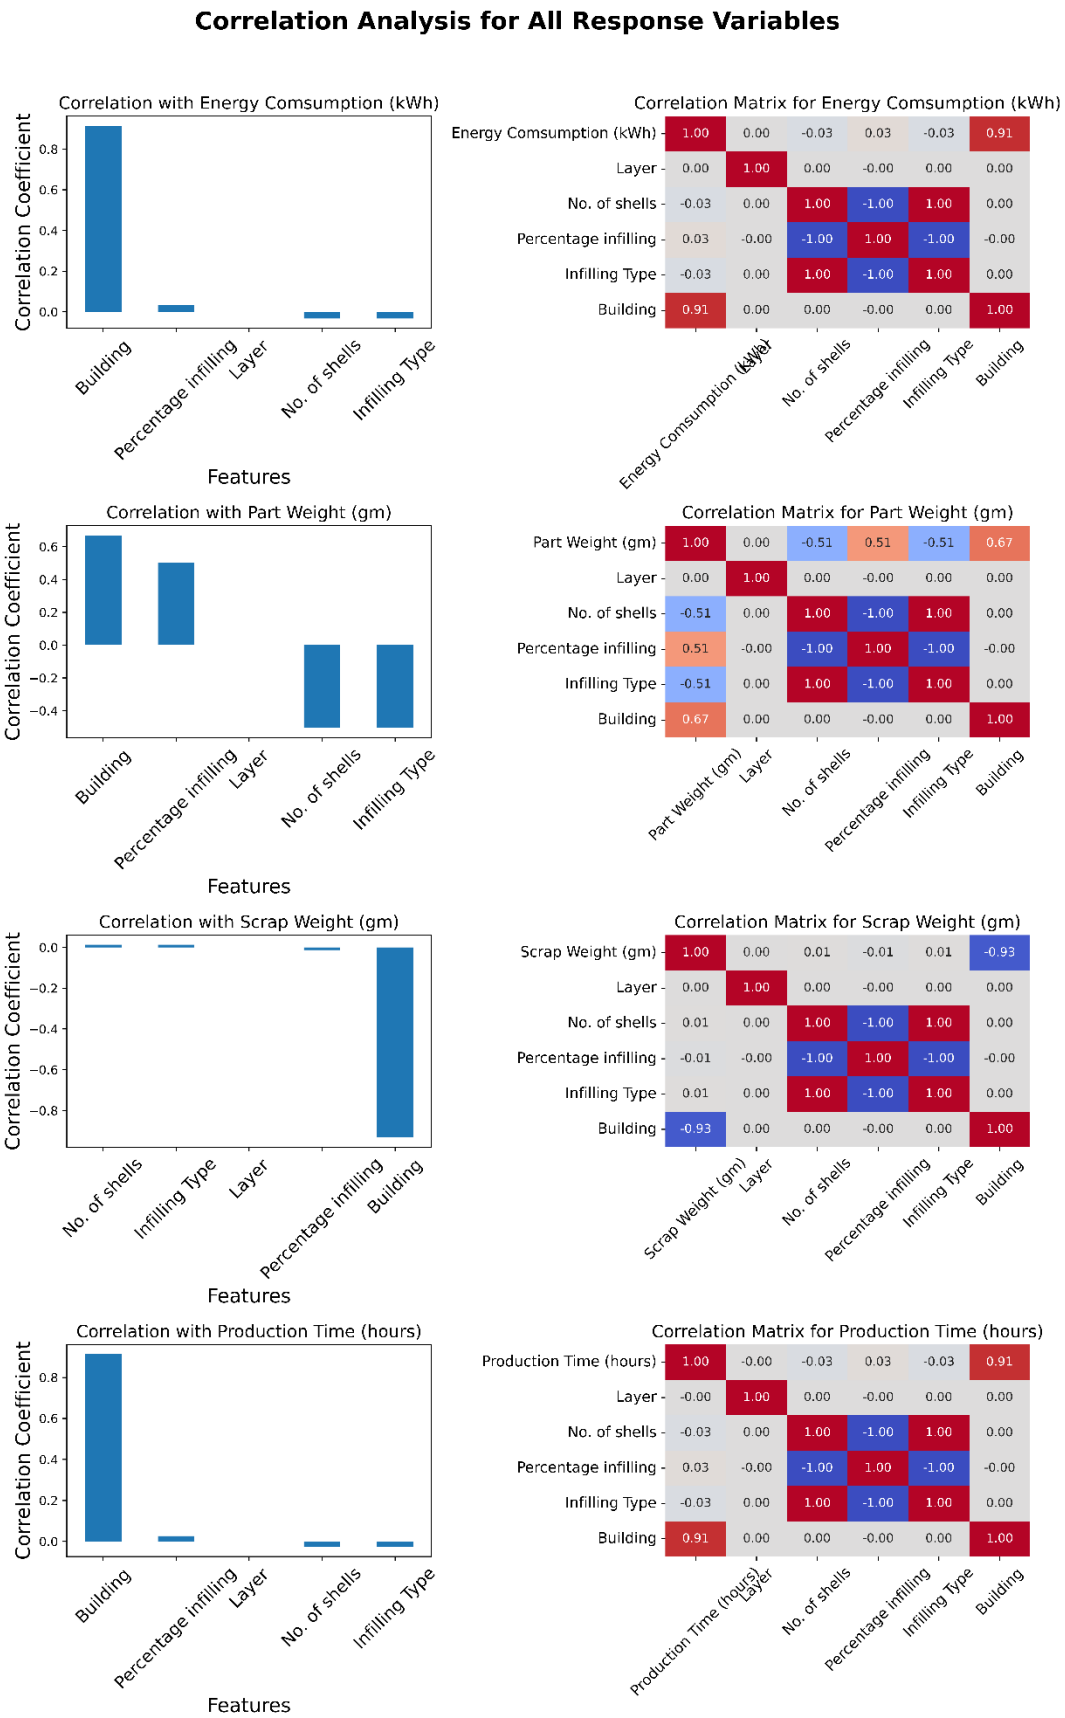 Correlation Analysis for All Response Variables
Correlation with Energy Comsumption (kWh)
Correlation Coefficient
0.8
0.6
0.4
0.2
0.0
Building
Percentage infilling
Layer
No. of shells
Infilling Type
Features
Correlation Matrix for Energy Comsumption (kWh)
Energy Comsumption (kWh) 1.00 0.00 -0.03 0.03 -0.03 0.91
Layer 0.00 1.00 0.00 -0.00 0.00 0.00
No. of shells -0.03 0.00 1.00 -1.00 1.00 0.00
Percentage infilling 0.03 -0.00 -1.00 1.00 -1.00 -0.00
Infilling Type -0.03 0.00 1.00 -1.00 1.00 0.00
Building 0.91 0.00 0.00 -0.00 0.00 1.00
Energy Comsumption (kWh)
Layer
No. of shells
Percentage infilling
Infilling Type
Building
Correlation with Part Weight (gm)
Correlation Coefficient
0.6
0.4
0.2
0.0
−0.2
−0.4
Building
Percentage infilling
Layer
No. of shells
Infilling Type
Features
Correlation Matrix for Part Weight (gm)
Part Weight (gm) 1.00 0.00 -0.51 0.51 -0.51 0.67
Layer 0.00 1.00 0.00 -0.00 0.00 0.00
No. of shells -0.51 0.00 1.00 -1.00 1.00 0.00
Percentage infilling 0.51 -0.00 -1.00 1.00 -1.00 -0.00
Infilling Type -0.51 0.00 1.00 -1.00 1.00 0.00
Building 0.67 0.00 0.00 -0.00 0.00 1.00
Part Weight (gm)
Layer
No. of shells
Percentage infilling
Infilling Type
Building
Correlation with Scrap Weight (gm)
Correlation Coefficient
0.0
−0.2
−0.4
−0.6
−0.8
No. of shells
Infilling Type
Layer
Percentage infilling
Building
Features
Correlation Matrix for Scrap Weight (gm)
Scrap Weight (gm) 1.00 0.00 0.01 -0.01 0.01 -0.93
Layer 0.00 1.00 0.00 -0.00 0.00 0.00
No. of shells 0.01 0.00 1.00 -1.00 1.00 0.00
Percentage infilling -0.01 -0.00 -1.00 1.00 -1.00 -0.00
Infilling Type 0.01 0.00 1.00 -1.00 1.00 0.00
Building -0.93 0.00 0.00 -0.00 0.00 1.00
Scrap Weight (gm)
Layer
No. of shells
Percentage infilling
Infilling Type
Building
Correlation with Production Time (hours)
Correlation Coefficient
0.8
0.6
0.4
0.2
0.0
Building
Percentage infilling
Layer
No. of shells
Infilling Type
Features
Correlation Matrix for Production Time (hours)
Production Time (hours) 1.00 -0.00 -0.03 0.03 -0.03 0.91
Layer -0.00 1.00 0.00 -0.00 0.00 0.00
No. of shells -0.03 0.00 1.00 -1.00 1.00 0.00
Percentage infilling 0.03 -0.00 -1.00 1.00 -1.00 -0.00
Infilling Type -0.03 0.00 1.00 -1.00 1.00 0.00
Building 0.91 0.00 0.00 -0.00 0.00 1.00
Production Time (hours)
Layer
No. of shells
Percentage infilling
Infilling Type
Building